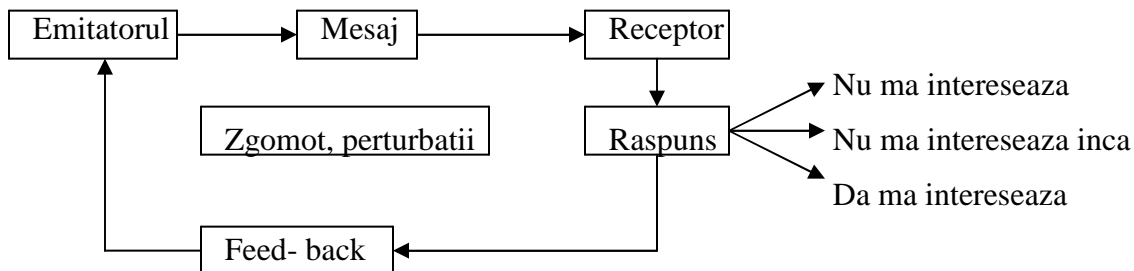 Emitatorul
Mesaj
Receptor
Nu ma intereseaza
Zgomot, perturbatii
Raspuns
Nu ma intereseaza inca
Da ma intereseaza
Feed- back